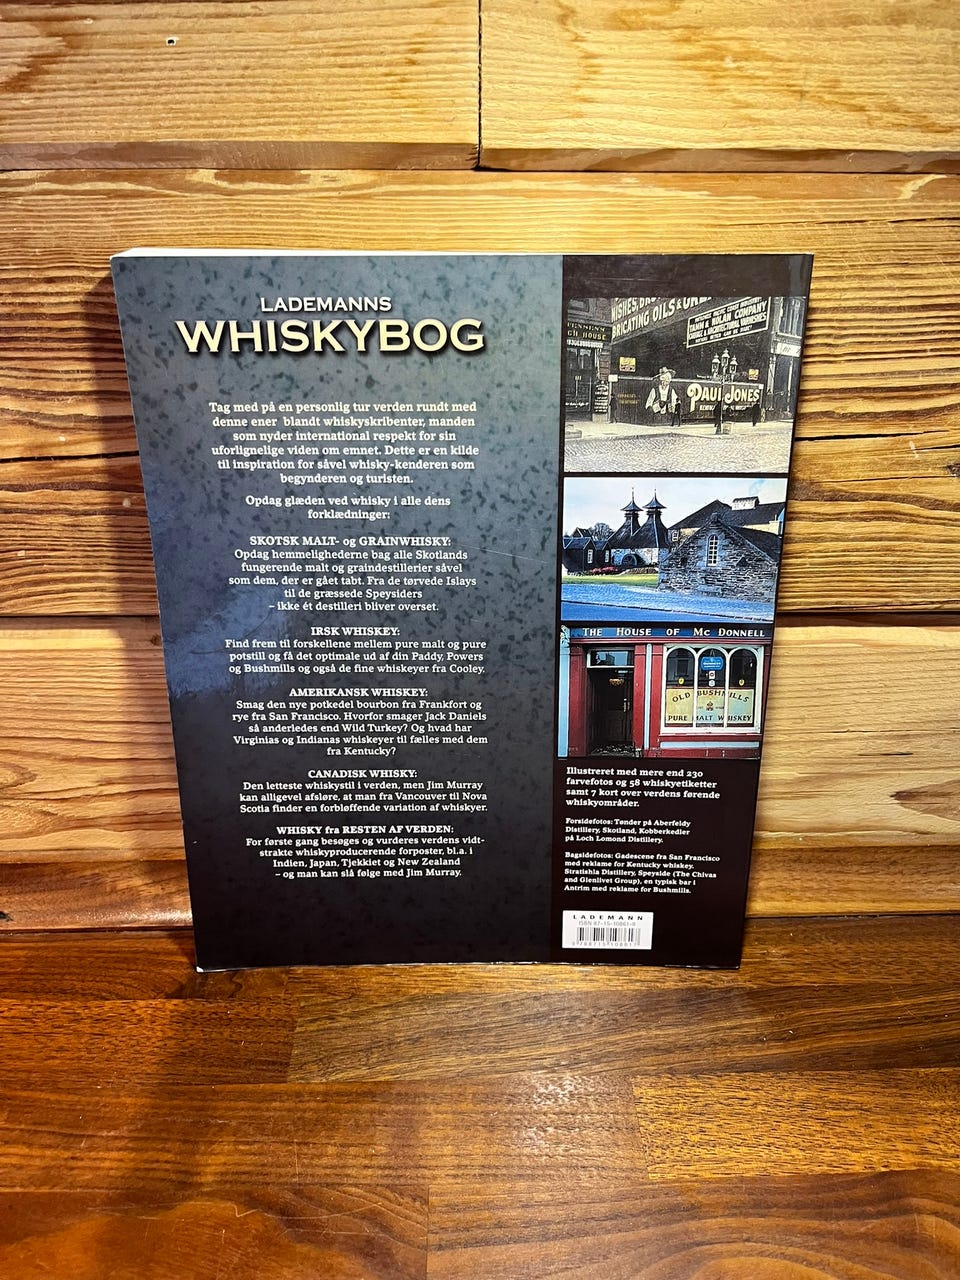 LADEMANNS
WHISKYBOG
Tag med på en personlig tur verden rundt med
denne ener blandt whiskyskribenter, manden
som nyder international respekt for sin
uforlignelige viden om emnet. Dette er en kilde
til inspiration for såvel whisky-kenderen som
begynderen og turisten.
Opdag glæden ved whisky i alle dens
forklædninger:
SKOTSK MALT- og GRAINWHISKY:
Opdag hemmelighederne bag alle Skotlands
fungerende malt og graindestillerier såvel
som dem, der er gået tabt. Fra de tørvede Islays
til de græssede Speysiders
– ikke ét destilleri bliver overset.
IRSK WHISKEY:
Find frem til forskellene mellem pure malt og pure
potstill og få det optimale ud af din Paddy, Powers
og Bushmills og også de fine whiskeyer fra Cooley.
AMERIKANSK WHISKEY:
Smag den nye potkedel bourbon fra Frankfort og
rye fra San Francisco. Hvorfor smager Jack Daniels
så anderledes end Wild Turkey? Og hvad har
Virginias og Indianas whiskeyer til fælles med dem
fra Kentucky?
CANADISK WHISKY:
Den letteste whiskystil i verden, men Jim Murray
kan alligevel afsløre, at man fra Vancouver til Nova
Scotia finder en forbløffende variation af whiskyer.
WHISKY fra RESTEN AF VERDEN:
For første gang besøges og vurderes verdens vidt-
strakte whiskyproducerende forposter, bl.a. i
Indien, Japan, Tjekkiet og New Zealand
– og man kan slå følge med Jim Murray.
RICATING OILS &
YANN & NOLAN COMPANY
CH HOUSE
PAUL JONES
THE HOUSE OF Mc DONNELL
OLD BUSHMILLS
PURE MALT WHISKEY
Illustreret med mere end 230
farvefotos og 58 whiskyetiketter
samt 7 kort over verdens førende
whiskyområder.
Forsidefotos: Tønder på Aberfeldy
Distillery, Skotland, Kobberkedler
på Loch Lomond Distillery.
Bagsidefotos: Gadescene fra San Francisco
med reklame for Kentucky whiskey.
Stratishla Distillery, Speyside (The Chivas
and Glenlivet Group), en typisk bar i
Antrim med reklame for Bushmills.
LADEMANN
ISBN 87-15-10861-8